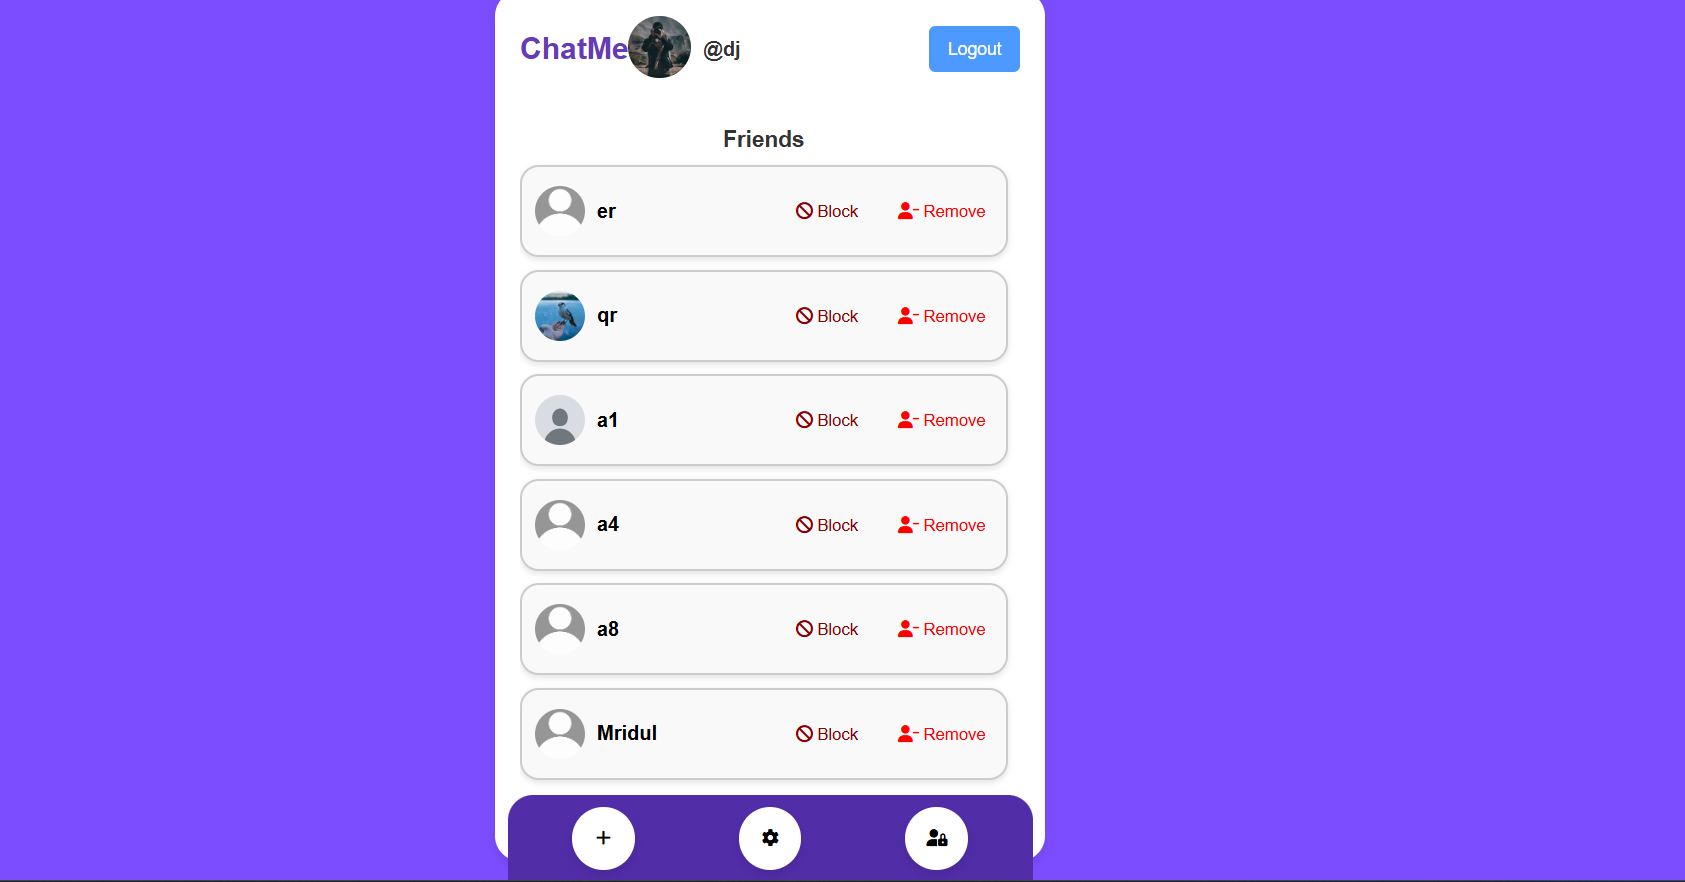 ChatMe @dj Logout
Friends
er Block Remove
qr Block Remove
a1 Block Remove
a4 Block Remove
a8 Block Remove
Mridul Block Remove